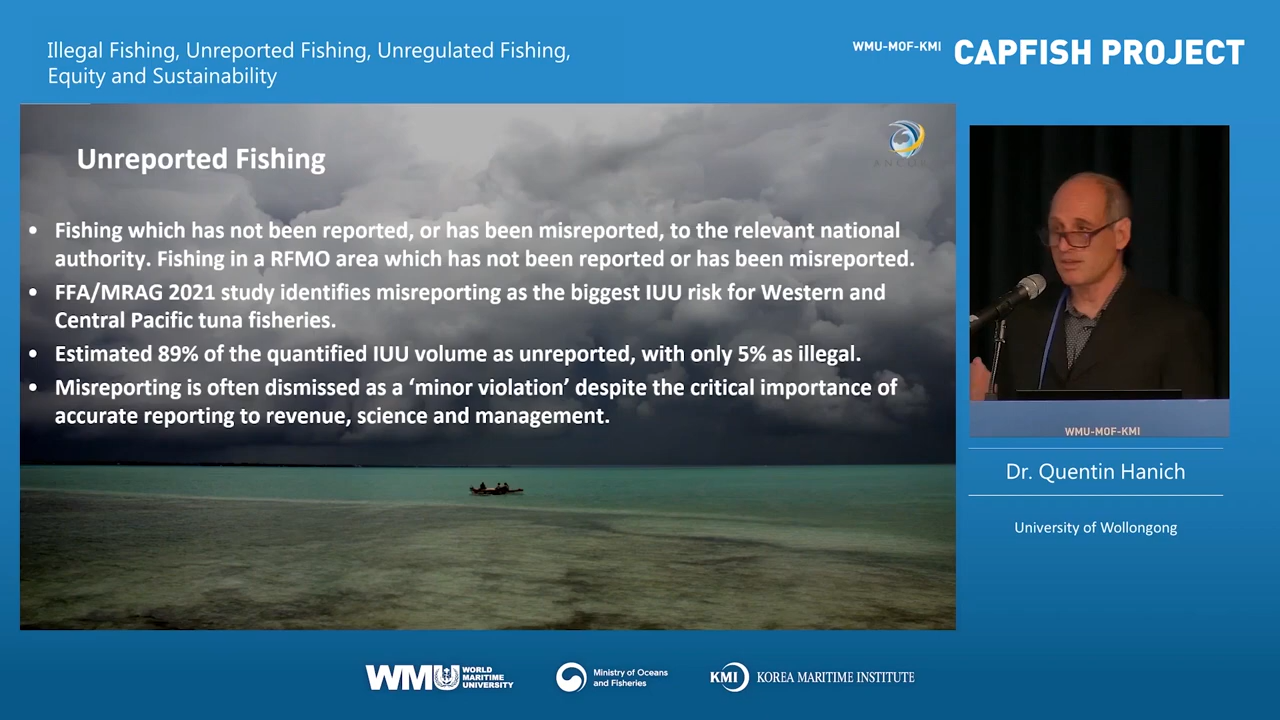 Illegal Fishing, Unreported Fishing, Unregulated Fishing,
Equity and Sustainability
WMU-MOF-KMI CAPFISH PROJECT
ANCORS
Unreported Fishing
• Fishing which has not been reported, or has been misreported, to the relevant national
authority. Fishing in a RFMO area which has not been reported or has been misreported.
• FFA/MRAG 2021 study identifies misreporting as the biggest IUU risk for Western and
Central Pacific tuna fisheries.
• Estimated 89% of the quantified IUU volume as unreported, with only 5% as illegal.
• Misreporting is often dismissed as a ‘minor violation’ despite the critical importance of
accurate reporting to revenue, science and management.
WMU-MOF-KMI
Dr. Quentin Hanich
University of Wollongong
WMU WORLD
MARITIME
UNIVERSITY
Ministry of Oceans
and Fisheries
KMI KOREA MARITIME INSTITUTE